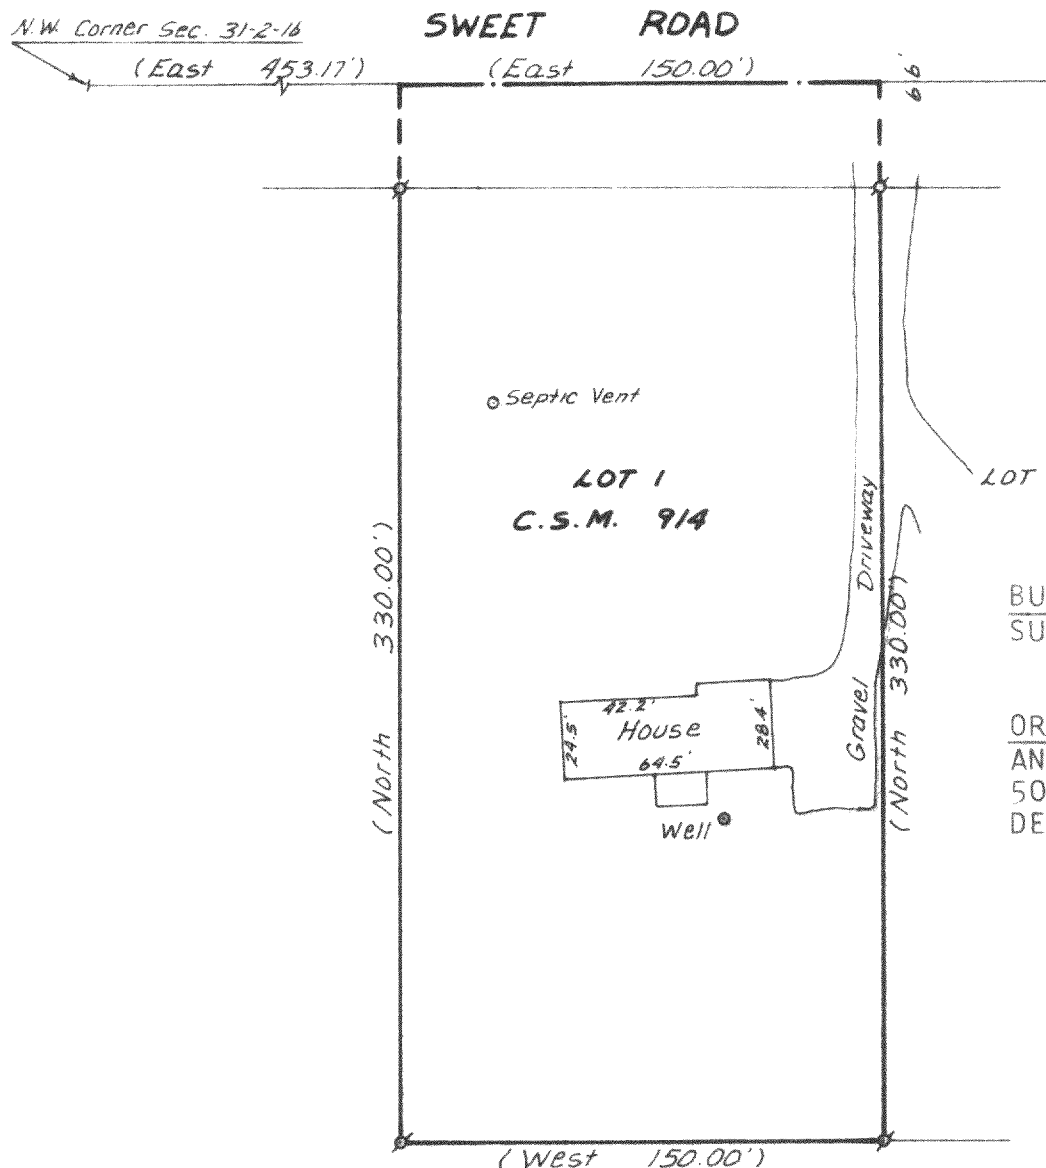 SWEET ROAD
N.W. Corner Sec. 31-2-16
(East 453.17')
(East 150.00')
66'
Septic Vent
LOT 1
C.S.M. 914
LOT
Gravel Driveway
(North 330.00')
(North 330.00')
BU
SU
42.2'
House
24.5'
28.4'
64.5'
OR
AN
50
DE
Well
(West 150.00')